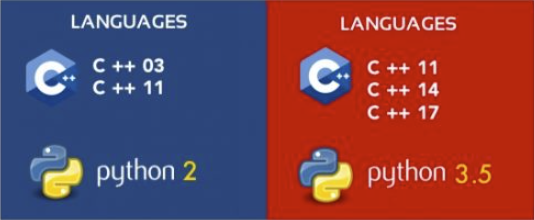 LANGUAGES
C++
C ++ 03
C ++ 11
python 2
LANGUAGES
C++
C ++ 11
C ++ 14
C ++ 17
python 3.5